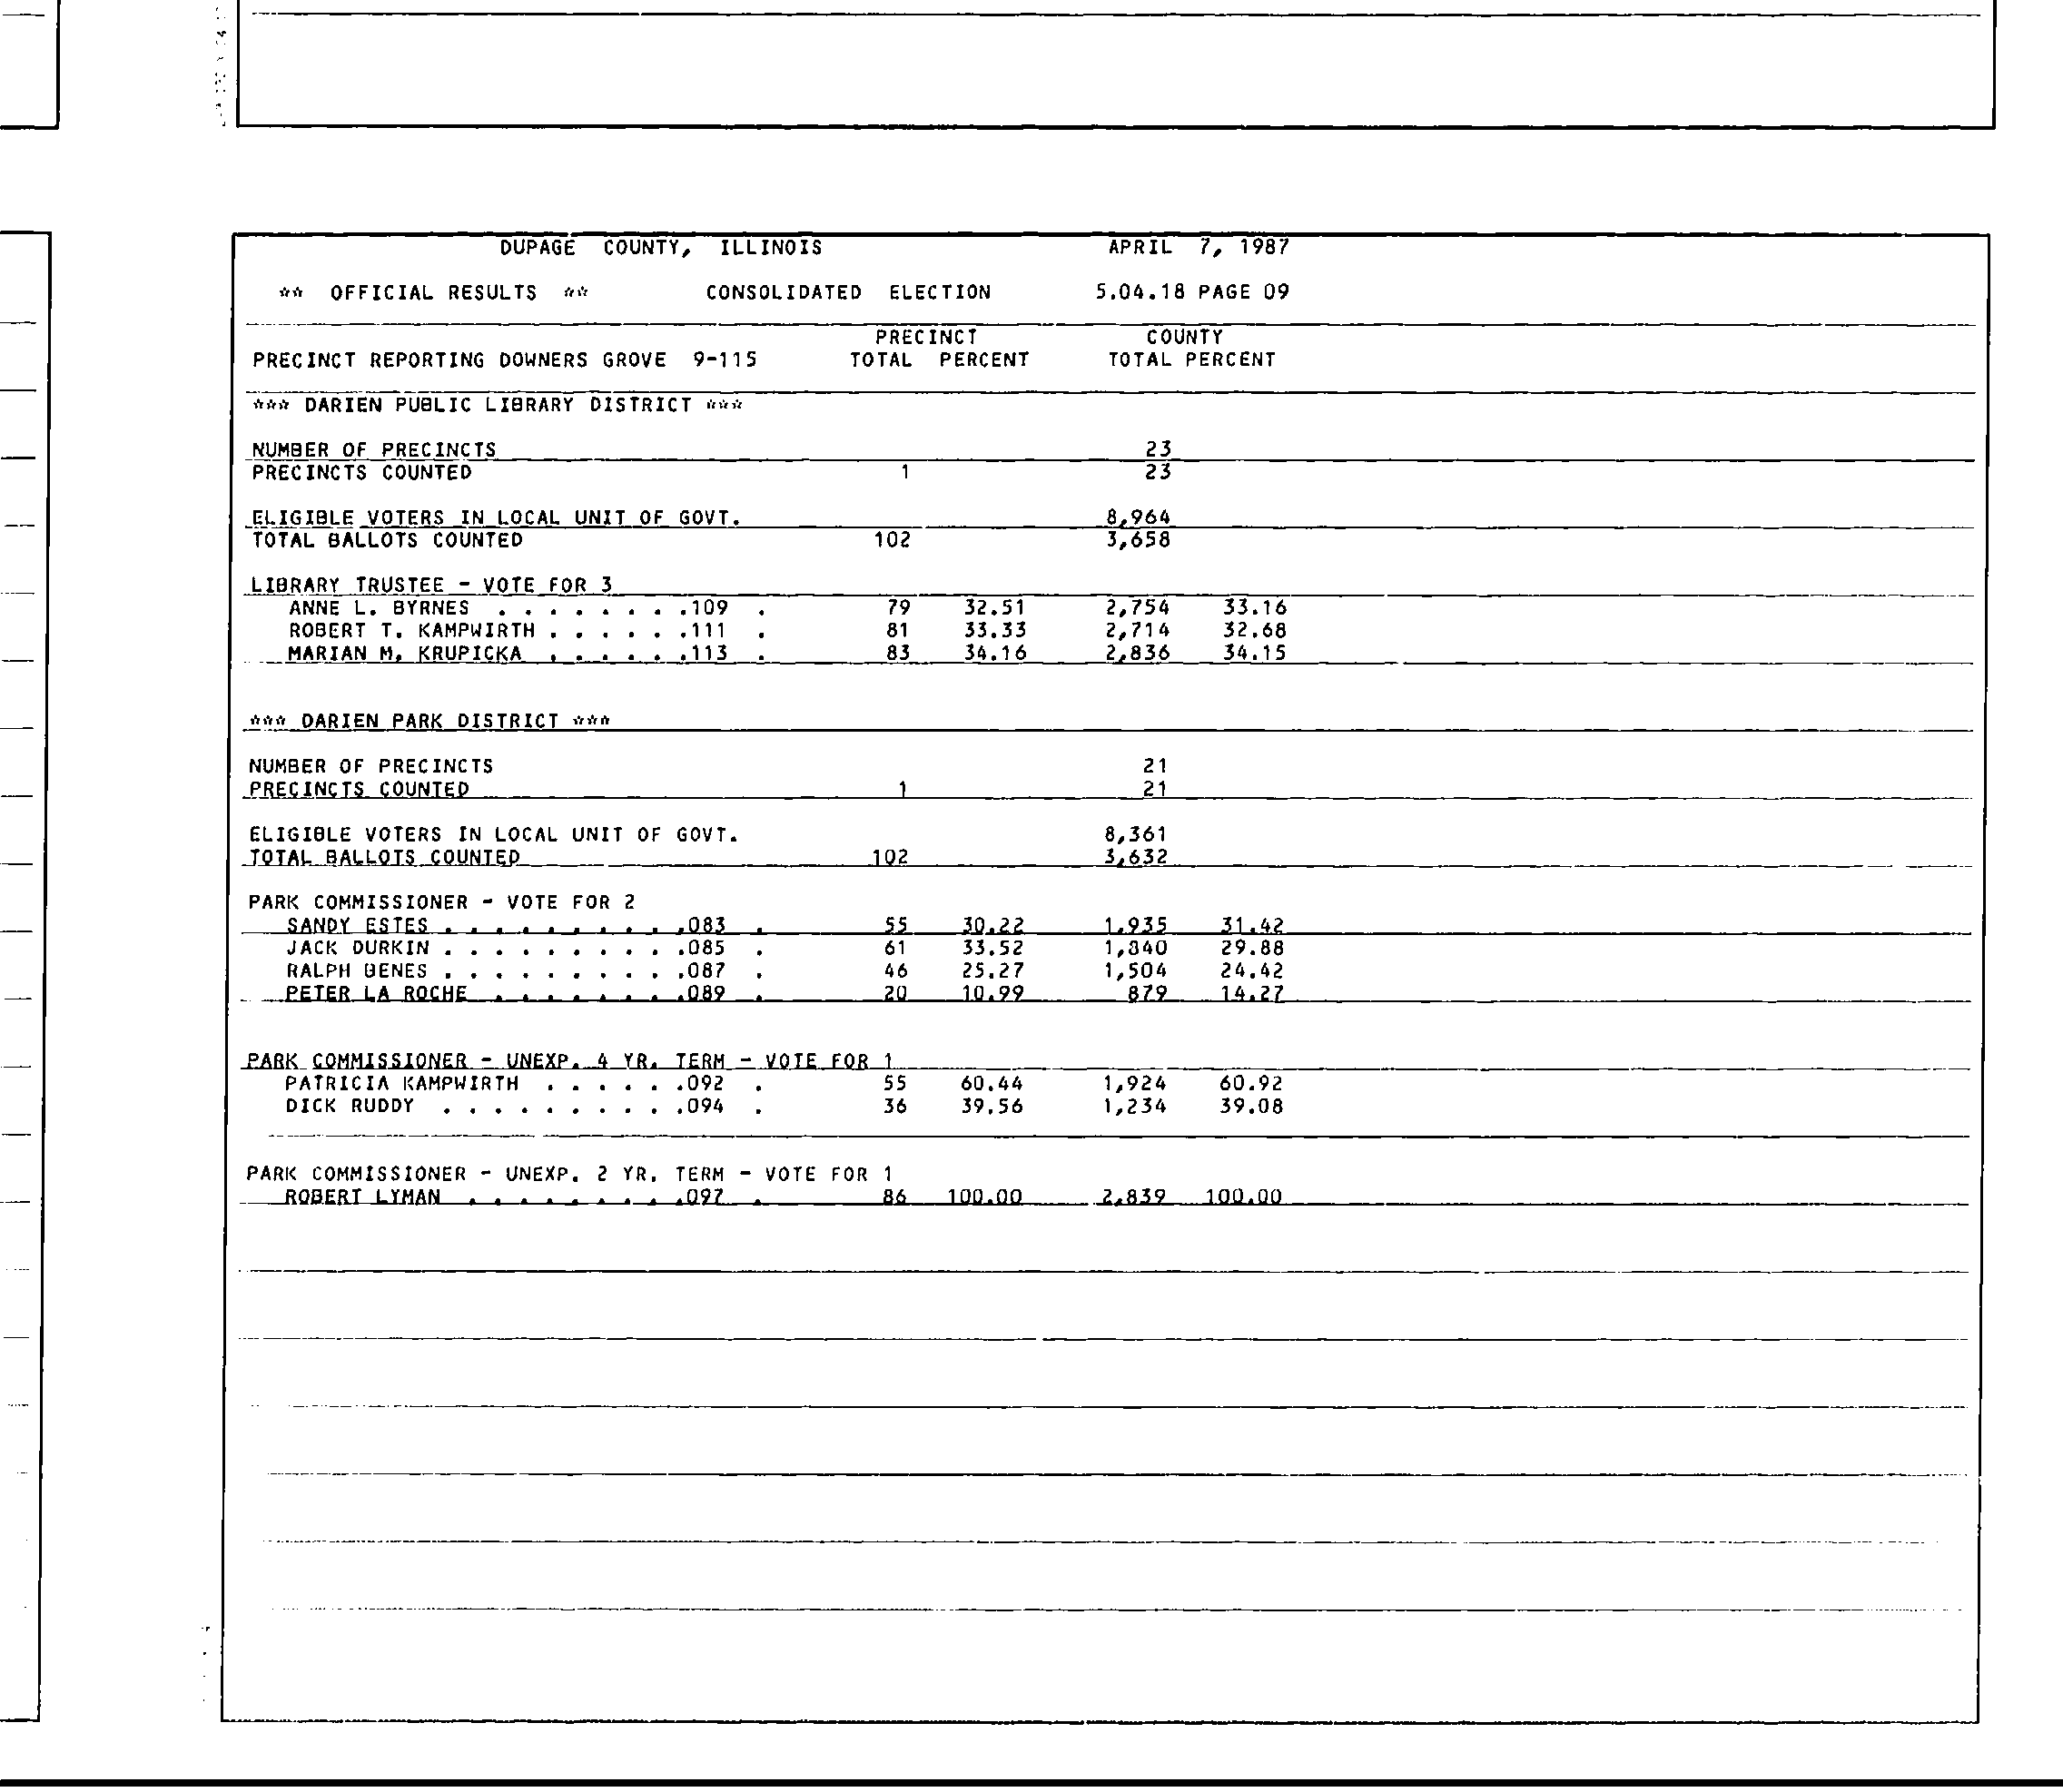 DUPAGE COUNTY, ILLINOIS APRIL 7, 1987
** OFFICIAL RESULTS ** CONSOLIDATED ELECTION 5.04.18 PAGE 09
PRECINCT COUNTY
PRECINCT REPORTING DOWNERS GROVE 9-115 TOTAL PERCENT TOTAL PERCENT
*** DARIEN PUBLIC LIBRARY DISTRICT ***
NUMBER OF PRECINCTS 23
PRECINCTS COUNTED 1 23
ELIGIBLE VOTERS IN LOCAL UNIT OF GOVT. 8,964
TOTAL BALLOTS COUNTED 102 3,658
LIBRARY TRUSTEE - VOTE FOR 3
ANNE L. BYRNES . . . . . . . .109 . 79 32.51 2,754 33.16
ROBERT T. KAMPWIRTH . . . . . .111 . 81 33.33 2,714 32.68
MARIAN M. KRUPICKA . . . . . .113 . 83 34.16 2,836 34.15
*** DARIEN PARK DISTRICT ***
NUMBER OF PRECINCTS 21
PRECINCTS COUNTED 1 21
ELIGIBLE VOTERS IN LOCAL UNIT OF GOVT. 8,361
TOTAL BALLOTS COUNTED 102 3,632
PARK COMMISSIONER - VOTE FOR 2
SANDY ESTES . . . . . . . . . .083 . 55 30.22 1,935 31.42
JACK DURKIN . . . . . . . . . .085 . 61 33.52 1,840 29.88
RALPH BENES . . . . . . . . . .087 . 46 25.27 1,504 24.42
PETER LA ROCHE . . . . . . . .089 . 20 10.99 879 14.27
PARK COMMISSIONER - UNEXP. 4 YR. TERM - VOTE FOR 1
PATRICIA KAMPWIRTH . . . . . .092 . 55 60.44 1,924 60.92
DICK RUDDY . . . . . . . . . .094 . 36 39.56 1,234 39.08
PARK COMMISSIONER - UNEXP. 2 YR. TERM - VOTE FOR 1
ROBERT LYMAN . . . . . . . . .097 . 86 100.00 2,839 100.00